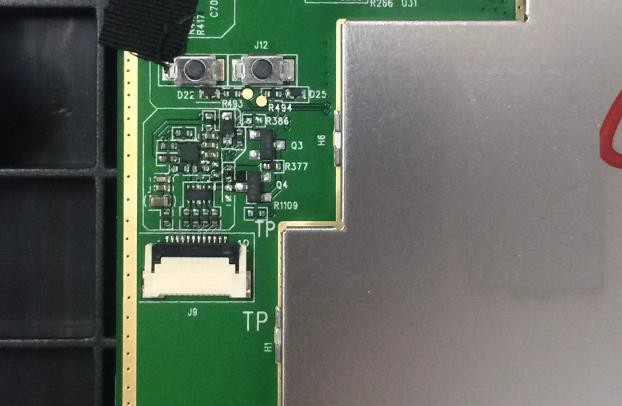 R417
C70
R266 U31
J12
D22
D25
R493
R494
R386
Q3
H6
R377
Q4
R1109
TP
J9
TP
H1